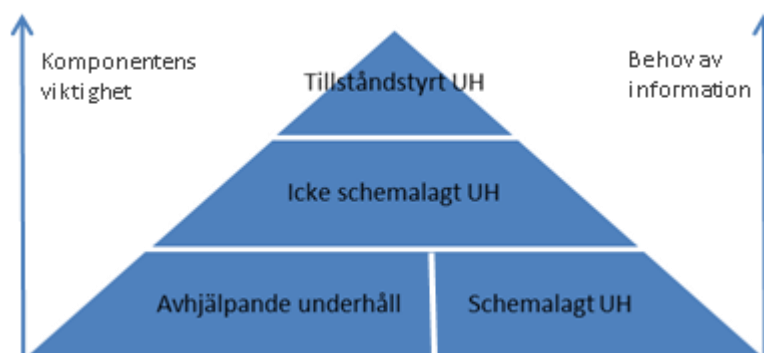 Komponentens
viktighet
Behov av
information
Tillståndstyrt UH
Icke schemalagt UH
Avhjälpande underhåll
Schemalagt UH